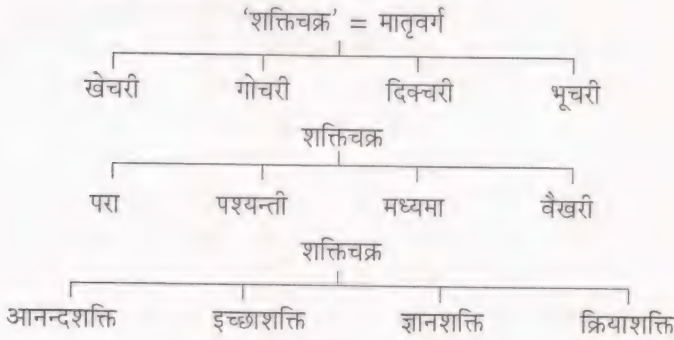 'शक्तिचक्र' = मातृवर्ग
खेचरी गोचरी दिक्चरी भूचरी
शक्तिचक्र
परा पश्यन्ती मध्यमा वैखरी
शक्तिचक्र
आनन्दशक्ति इच्छाशक्ति ज्ञानशक्ति क्रियाशक्ति